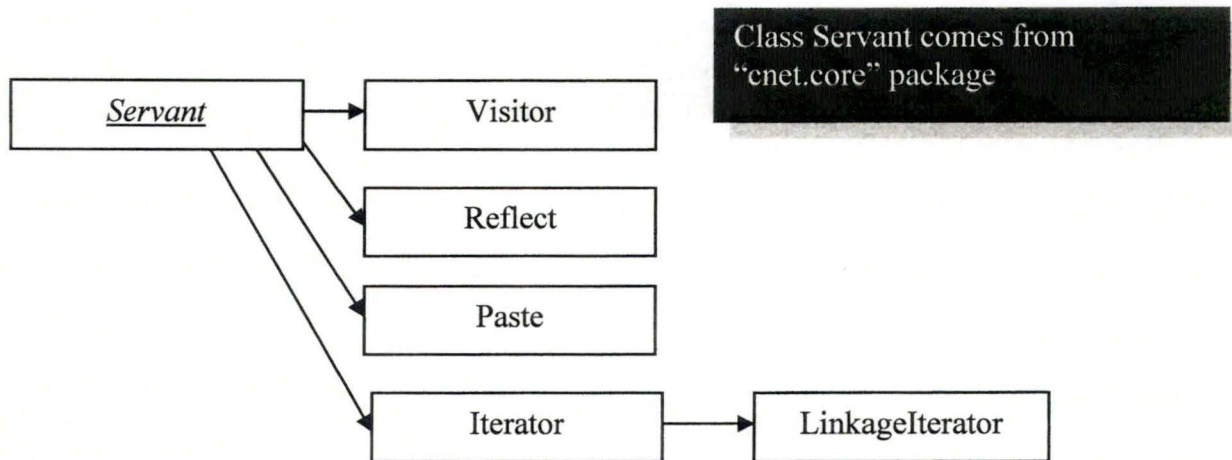 Class Servant comes from
“cnet.core” package
Servant
Visitor
Reflect
Paste
Iterator
LinkageIterator